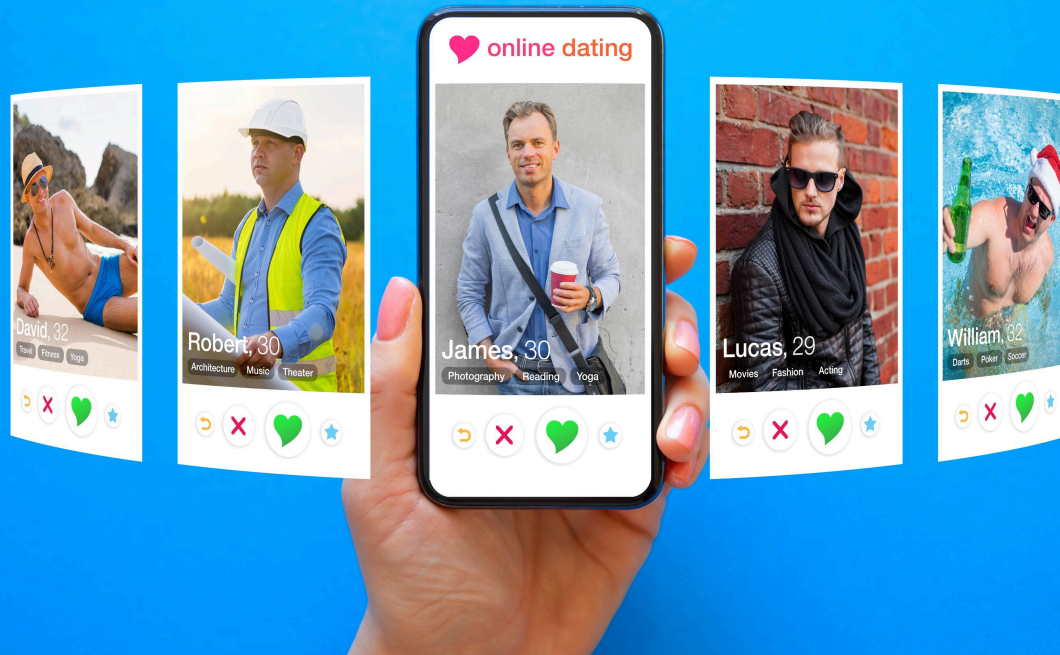 online dating
David, 32
Travel Fitness Yoga
Robert, 30
Architecture Music Theater
James, 30
Photography Reading Yoga
Lucas, 29
Movies Fashion Acting
William, 32
Darts Poker Soccer